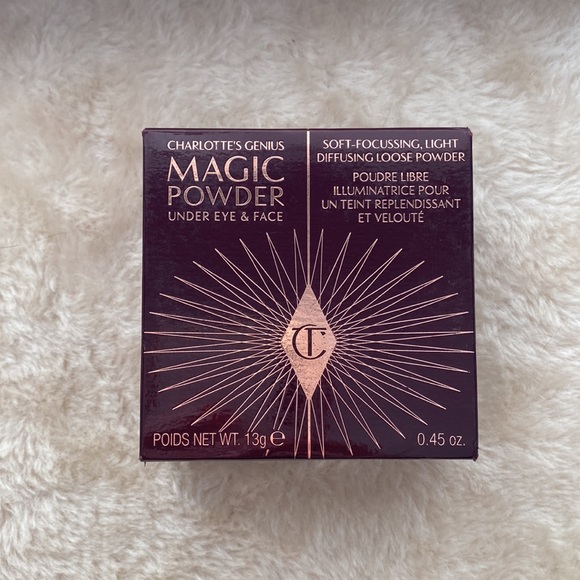 CHARLOTTE'S GENIUS
MAGIC
POWDER
UNDER EYE & FACE
SOFT-FOCUSSING, LIGHT
DIFFUSING LOOSE POWDER
POUDRE LIBRE
ILLUMINATRICE POUR
UN TEINT REPLENDISSANT
ET VELOUTÉ
CT
POIDS NET WT. 13g ℮
0.45 oz.